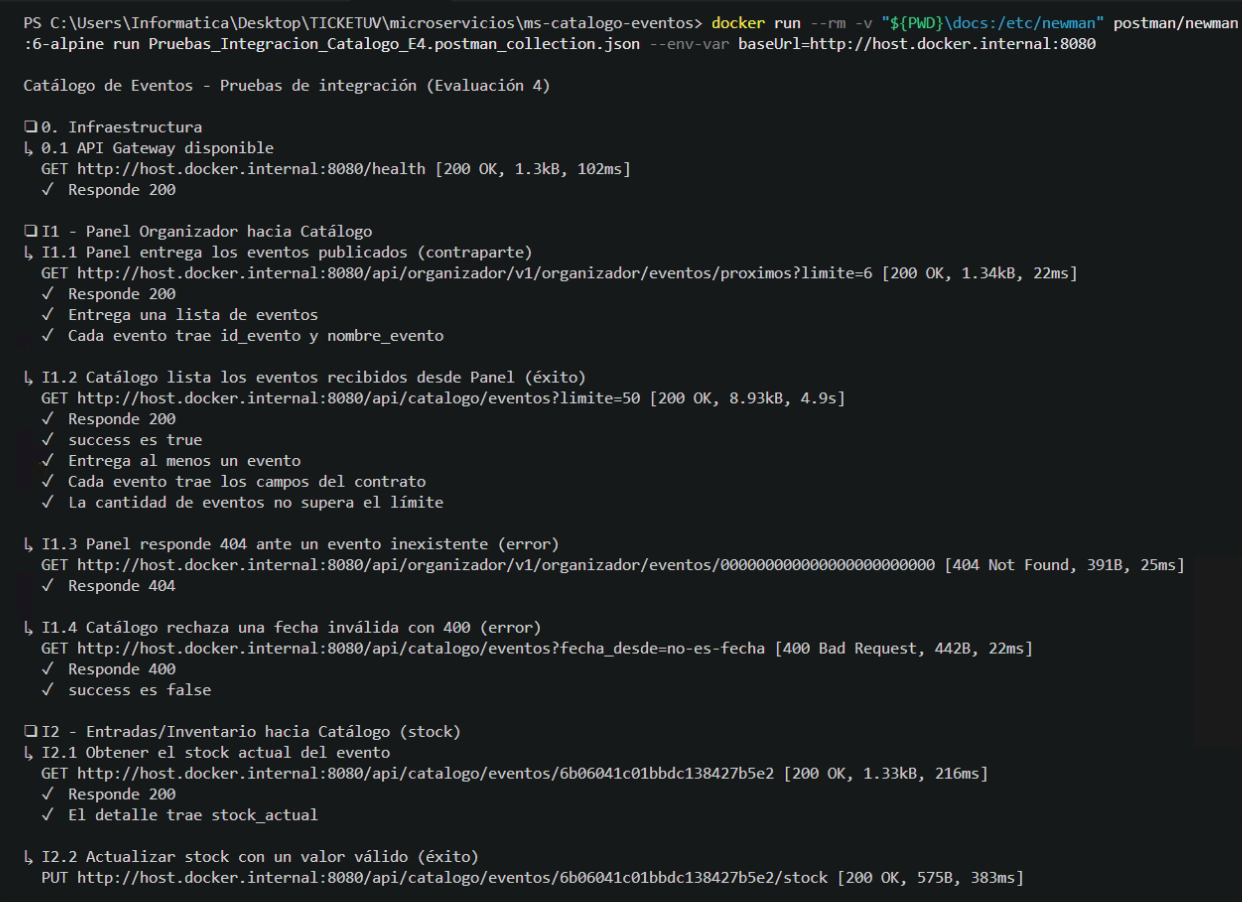 PS C:\Users\Informatica\Desktop\TICKETUV\microservicios\ms-catalogo-eventos> docker run --rm -v "${PWD}\docs:/etc/newman" postman/newman
:6-alpine run Pruebas_Integracion_Catalogo_E4.postman_collection.json --env-var baseUrl=http://host.docker.internal:8080
Catálogo de Eventos - Pruebas de integración (Evaluación 4)
❏ 0. Infraestructura
↳ 0.1 API Gateway disponible
GET http://host.docker.internal:8080/health [200 OK, 1.3kB, 102ms]
√ Responde 200
❏ I1 - Panel Organizador hacia Catálogo
↳ I1.1 Panel entrega los eventos publicados (contraparte)
GET http://host.docker.internal:8080/api/organizador/v1/organizador/eventos/proximos?limite=6 [200 OK, 1.34kB, 22ms]
√ Responde 200
√ Entrega una lista de eventos
√ Cada evento trae id_evento y nombre_evento
↳ I1.2 Catálogo lista los eventos recibidos desde Panel (éxito)
GET http://host.docker.internal:8080/api/catalogo/eventos?limite=50 [200 OK, 8.93kB, 4.9s]
√ Responde 200
√ success es true
√ Entrega al menos un evento
√ Cada evento trae los campos del contrato
√ La cantidad de eventos no supera el límite
↳ I1.3 Panel responde 404 ante un evento inexistente (error)
GET http://host.docker.internal:8080/api/organizador/v1/organizador/eventos/000000000000000000000000 [404 Not Found, 391B, 25ms]
√ Responde 404
↳ I1.4 Catálogo rechaza una fecha inválida con 400 (error)
GET http://host.docker.internal:8080/api/catalogo/eventos?fecha_desde=no-es-fecha [400 Bad Request, 442B, 22ms]
√ Responde 400
√ success es false
❏ I2 - Entradas/Inventario hacia Catálogo (stock)
↳ I2.1 Obtener el stock actual del evento
GET http://host.docker.internal:8080/api/catalogo/eventos/6b06041c01bbdc138427b5e2 [200 OK, 1.33kB, 216ms]
√ Responde 200
√ El detalle trae stock_actual
↳ I2.2 Actualizar stock con un valor válido (éxito)
PUT http://host.docker.internal:8080/api/catalogo/eventos/6b06041c01bbdc138427b5e2/stock [200 OK, 575B, 383ms]